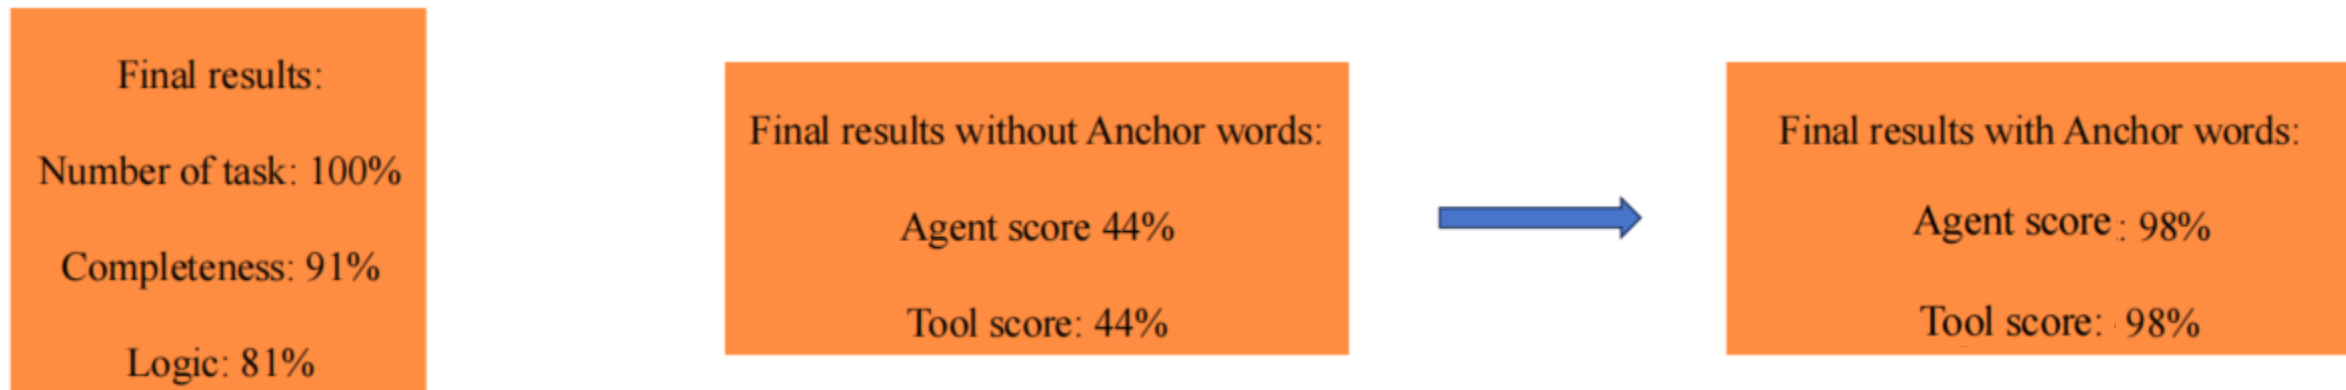 Final results:
Number of task: 100%
Completeness: 91%
Logic: 81%
Final results without Anchor words:
Agent score 44%
Tool score: 44%
Final results with Anchor words:
Agent score : 98%
Tool score: 98%